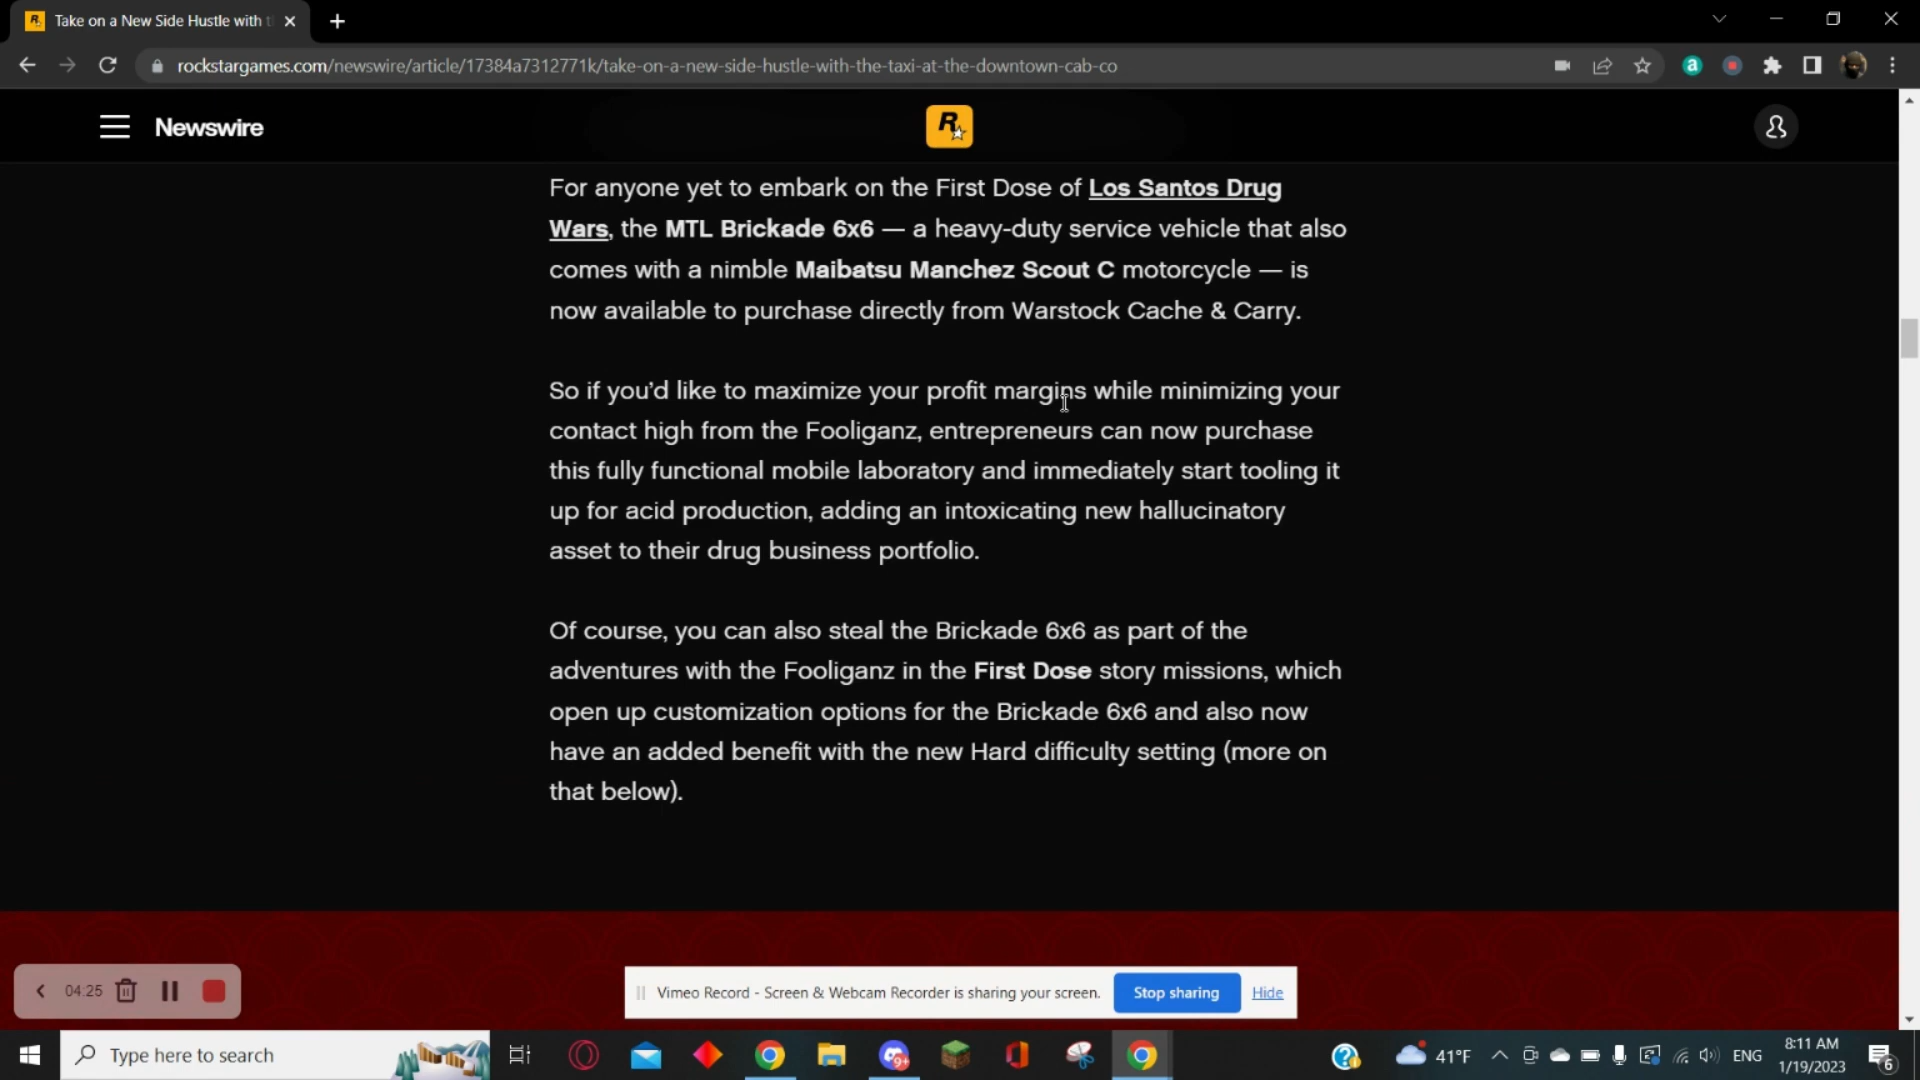 Take on a New Side Hustle with t
rockstargames.com/newswire/article/17384a7312771k/take-on-a-new-side-hustle-with-the-taxi-at-the-downtown-cab-co
a
Newswire
R
For anyone yet to embark on the First Dose of Los Santos Drug
Wars, the MTL Brickade 6x6 — a heavy-duty service vehicle that also
comes with a nimble Maibatsu Manchez Scout C motorcycle — is
now available to purchase directly from Warstock Cache & Carry.
So if you’d like to maximize your profit margins while minimizing your
contact high from the Fooliganz, entrepreneurs can now purchase
this fully functional mobile laboratory and immediately start tooling it
up for acid production, adding an intoxicating new hallucinatory
asset to their drug business portfolio.
Of course, you can also steal the Brickade 6x6 as part of the
adventures with the Fooliganz in the First Dose story missions, which
open up customization options for the Brickade 6x6 and also now
have an added benefit with the new Hard difficulty setting (more on
that below).
04:25
Vimeo Record - Screen & Webcam Recorder is sharing your screen.
Stop sharing
Hide
Type here to search
9+
41°F
ENG
8:11 AM
1/19/2023
6